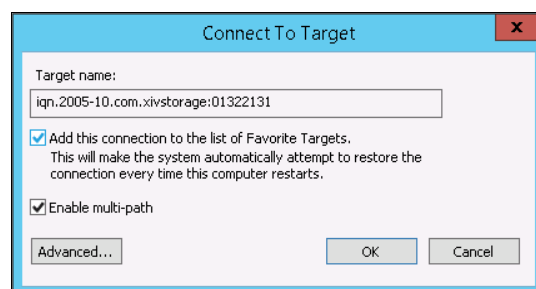 Connect To Target
x
Target name:
iqn.2005-10.com.xivstorage:01322131
Add this connection to the list of Favorite Targets.
This will make the system automatically attempt to restore the
connection every time this computer restarts.
Enable multi-path
Advanced... OK Cancel